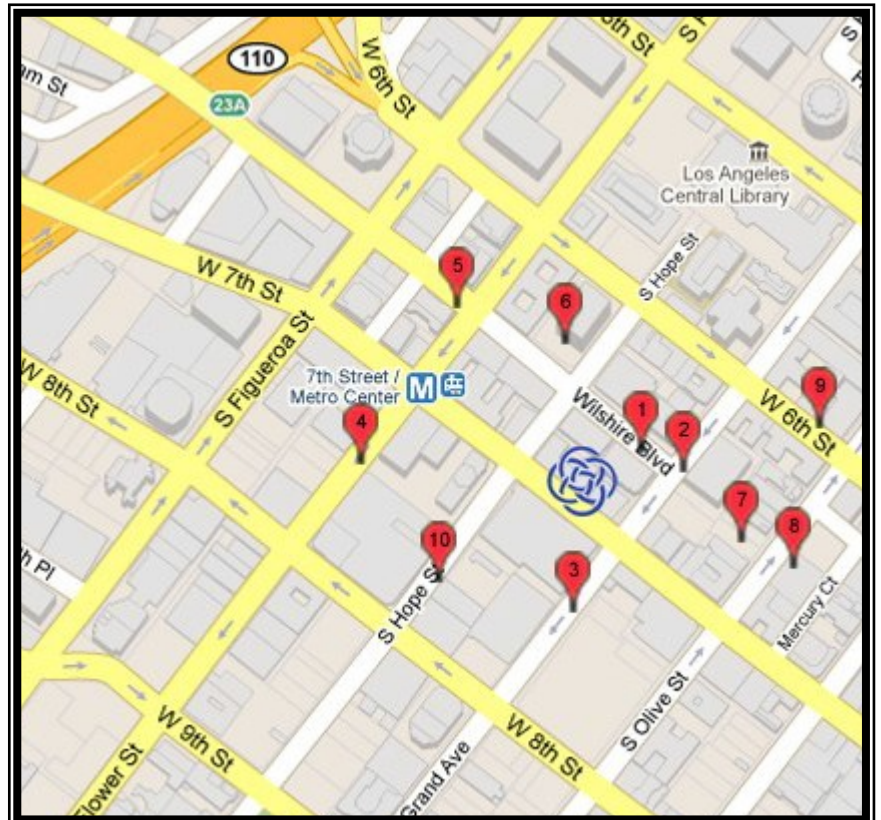 W 6th St
110
am St
23A
Los Angeles
Central Library
W 7th St
S Hope St
5
6
S Figueroa St
W 8th St
7th Street /
Metro Center
M
4
1
2
9
Wilshire Blvd
W 6th St
7
8
10
3
S Hope St
Mercury Ct
S Olive St
W 8th St
W 9th St
Grand Ave
Flower St